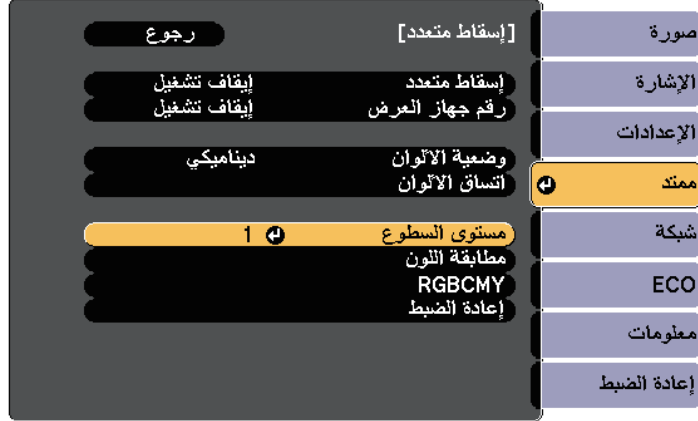 صورة
الإشارة
الإعدادات
ممتد
شبكة
ECO
معلومات
إعادة الضبط
[إسقاط متعدد] رجوع
إسقاط متعدد إيقاف تشغيل
رقم جهاز العرض إيقاف تشغيل
وضعية الألوان ديناميكي
اتساق الألوان
مستوى السطوع 1
مطابقة اللون
RGBCMY
إعادة الضبط